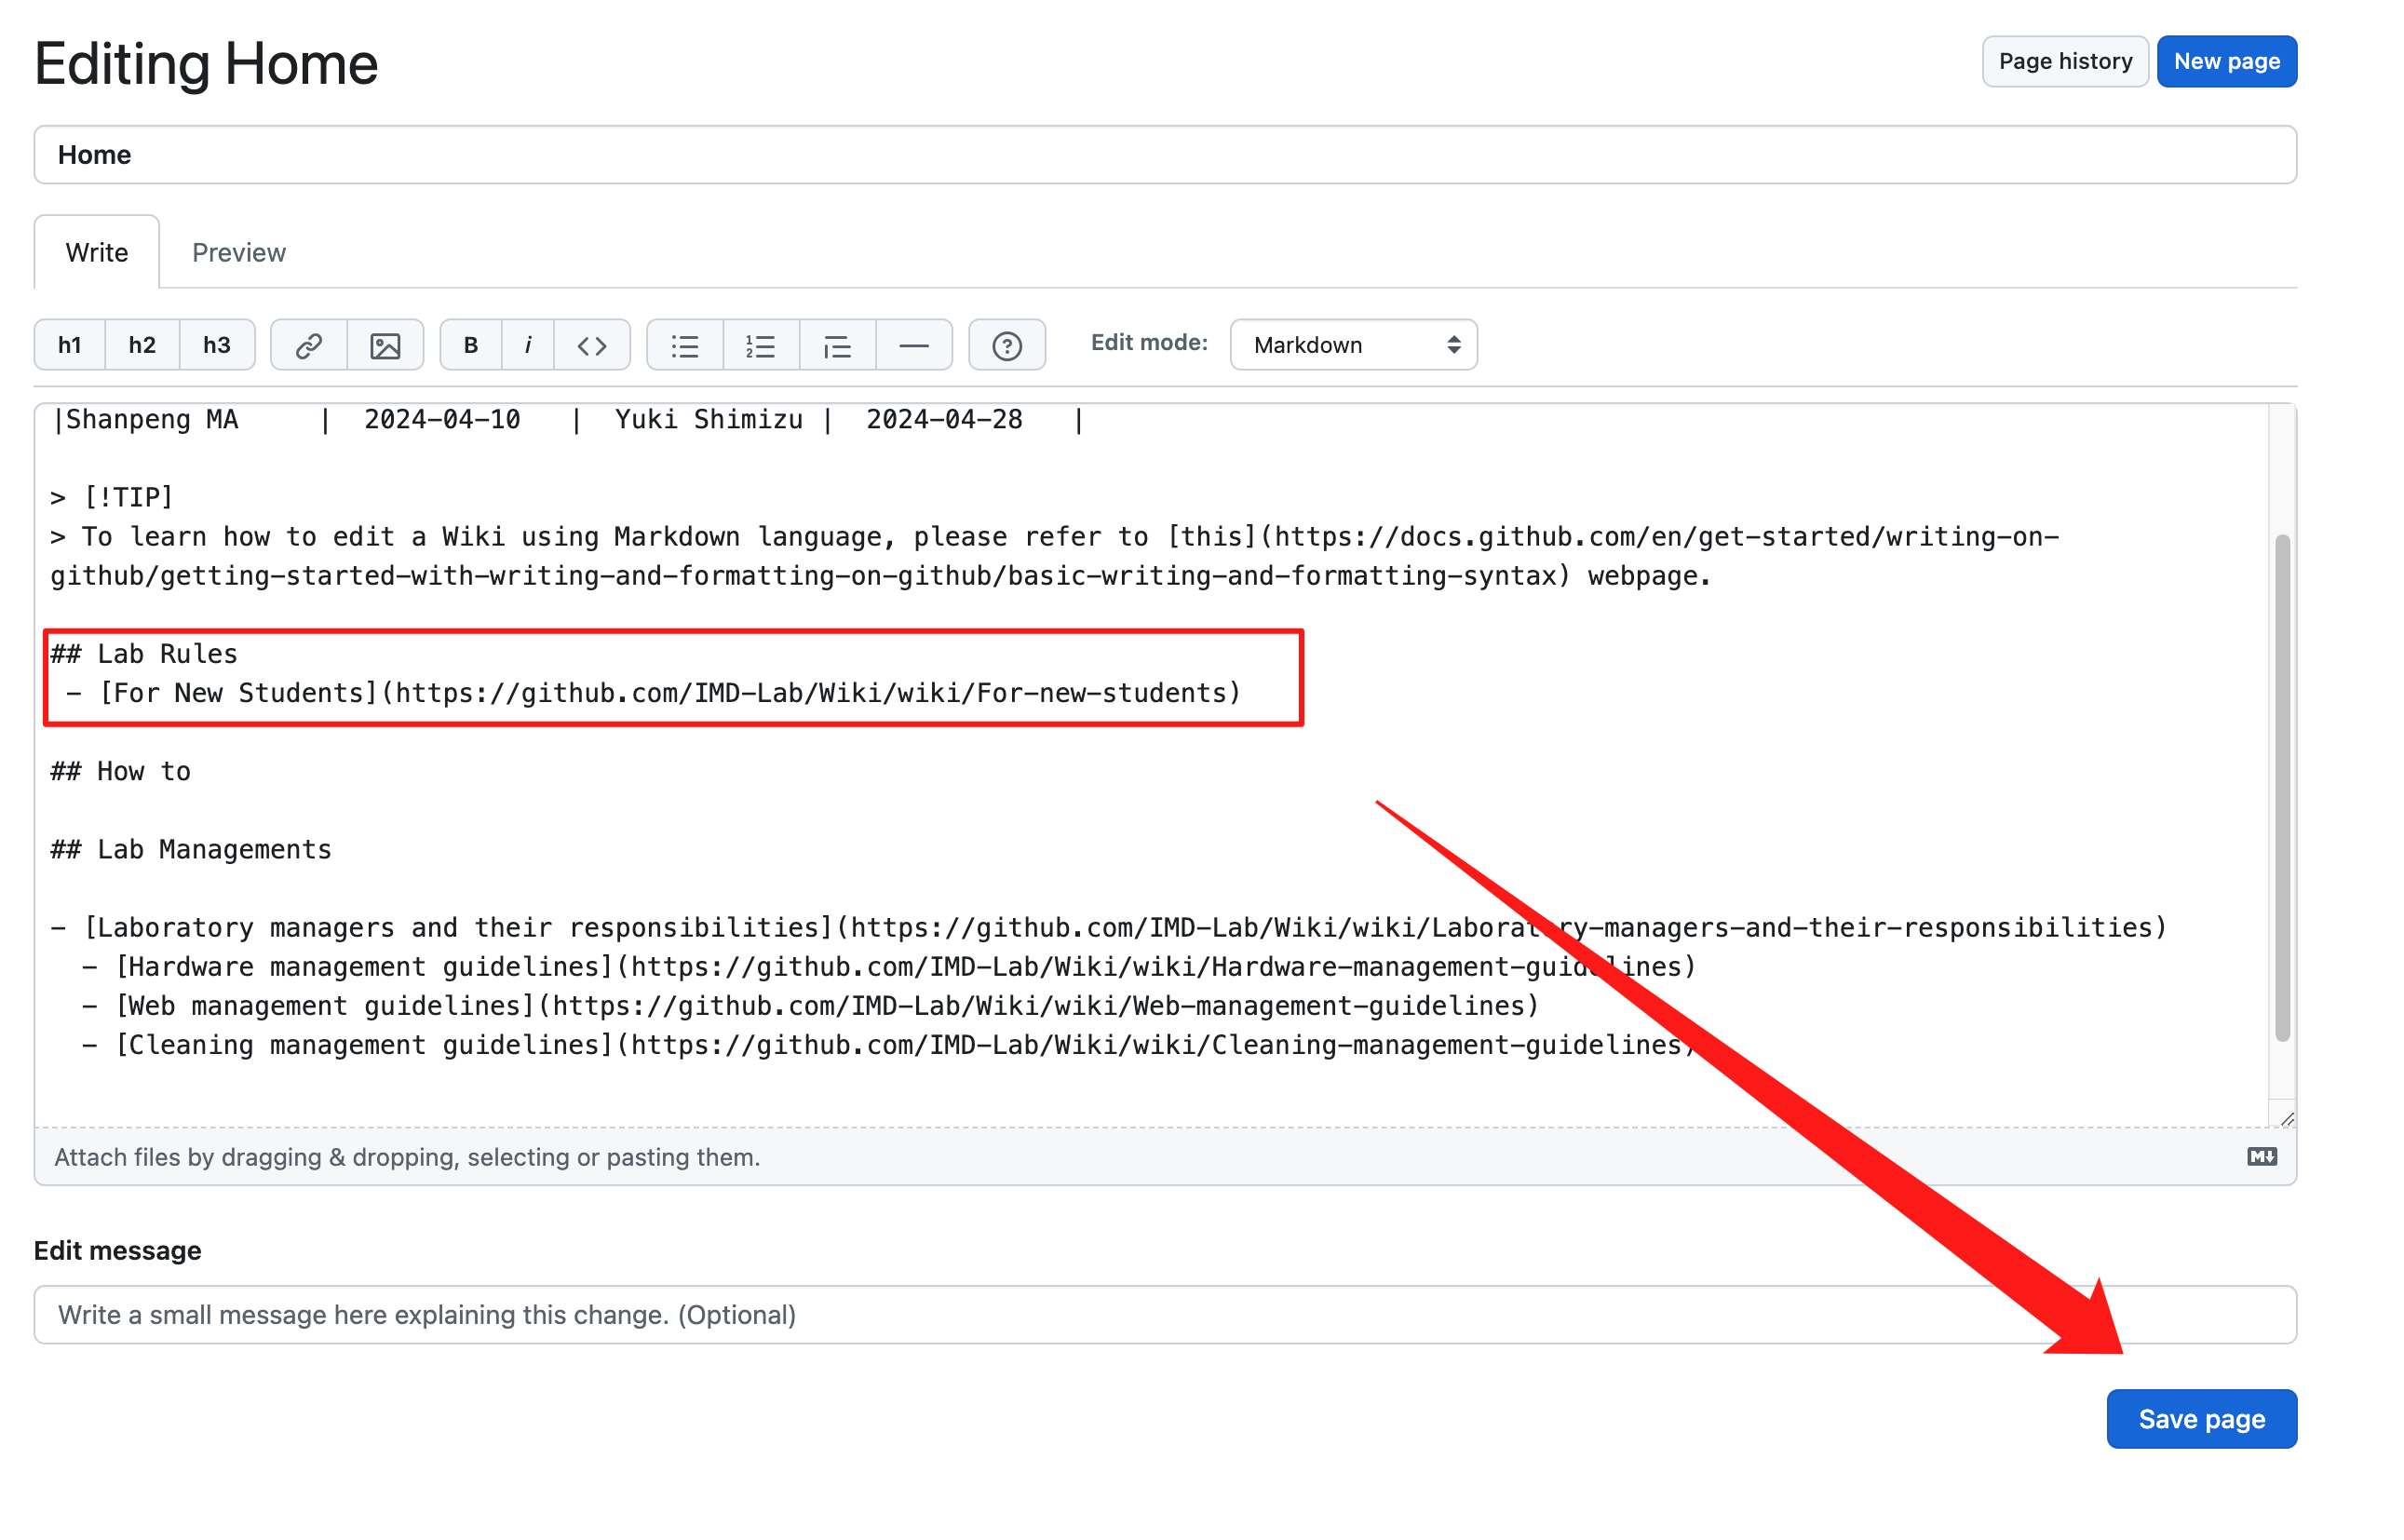 Editing Home
Page history New page
Home
Write Preview
h1 h2 h3 B i <> Edit mode: Markdown
|Shanpeng MA | 2024-04-10 | Yuki Shimizu | 2024-04-28 |
> [!TIP]
> To learn how to edit a Wiki using Markdown language, please refer to [this](https://docs.github.com/en/get-started/writing-on-
github/getting-started-with-writing-and-formatting-on-github/basic-writing-and-formatting-syntax) webpage.
## Lab Rules
- [For New Students](https://github.com/IMD-Lab/Wiki/wiki/For-new-students)
## How to
## Lab Managements
- [Laboratory managers and their responsibilities](https://github.com/IMD-Lab/Wiki/wiki/Laboratory-managers-and-their-responsibilities)
- [Hardware management guidelines](https://github.com/IMD-Lab/Wiki/wiki/Hardware-management-guidelines)
- [Web management guidelines](https://github.com/IMD-Lab/Wiki/wiki/Web-management-guidelines)
- [Cleaning management guidelines](https://github.com/IMD-Lab/Wiki/wiki/Cleaning-management-guidelines)
Attach files by dragging & dropping, selecting or pasting them.
Edit message
Write a small message here explaining this change. (Optional)
Save page